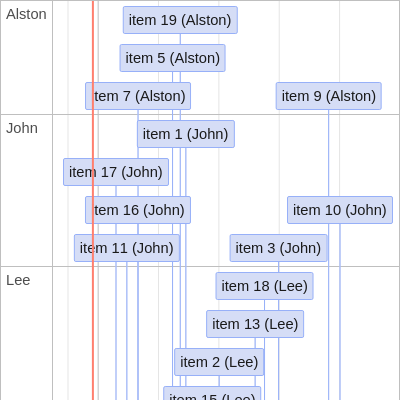 Alston
item 19 (Alston)
item 5 (Alston)
item 7 (Alston)
item 9 (Alston)
John
item 1 (John)
item 17 (John)
item 16 (John)
item 10 (John)
item 11 (John)
item 3 (John)
Lee
item 18 (Lee)
item 13 (Lee)
item 2 (Lee)
item 15 (Lee)